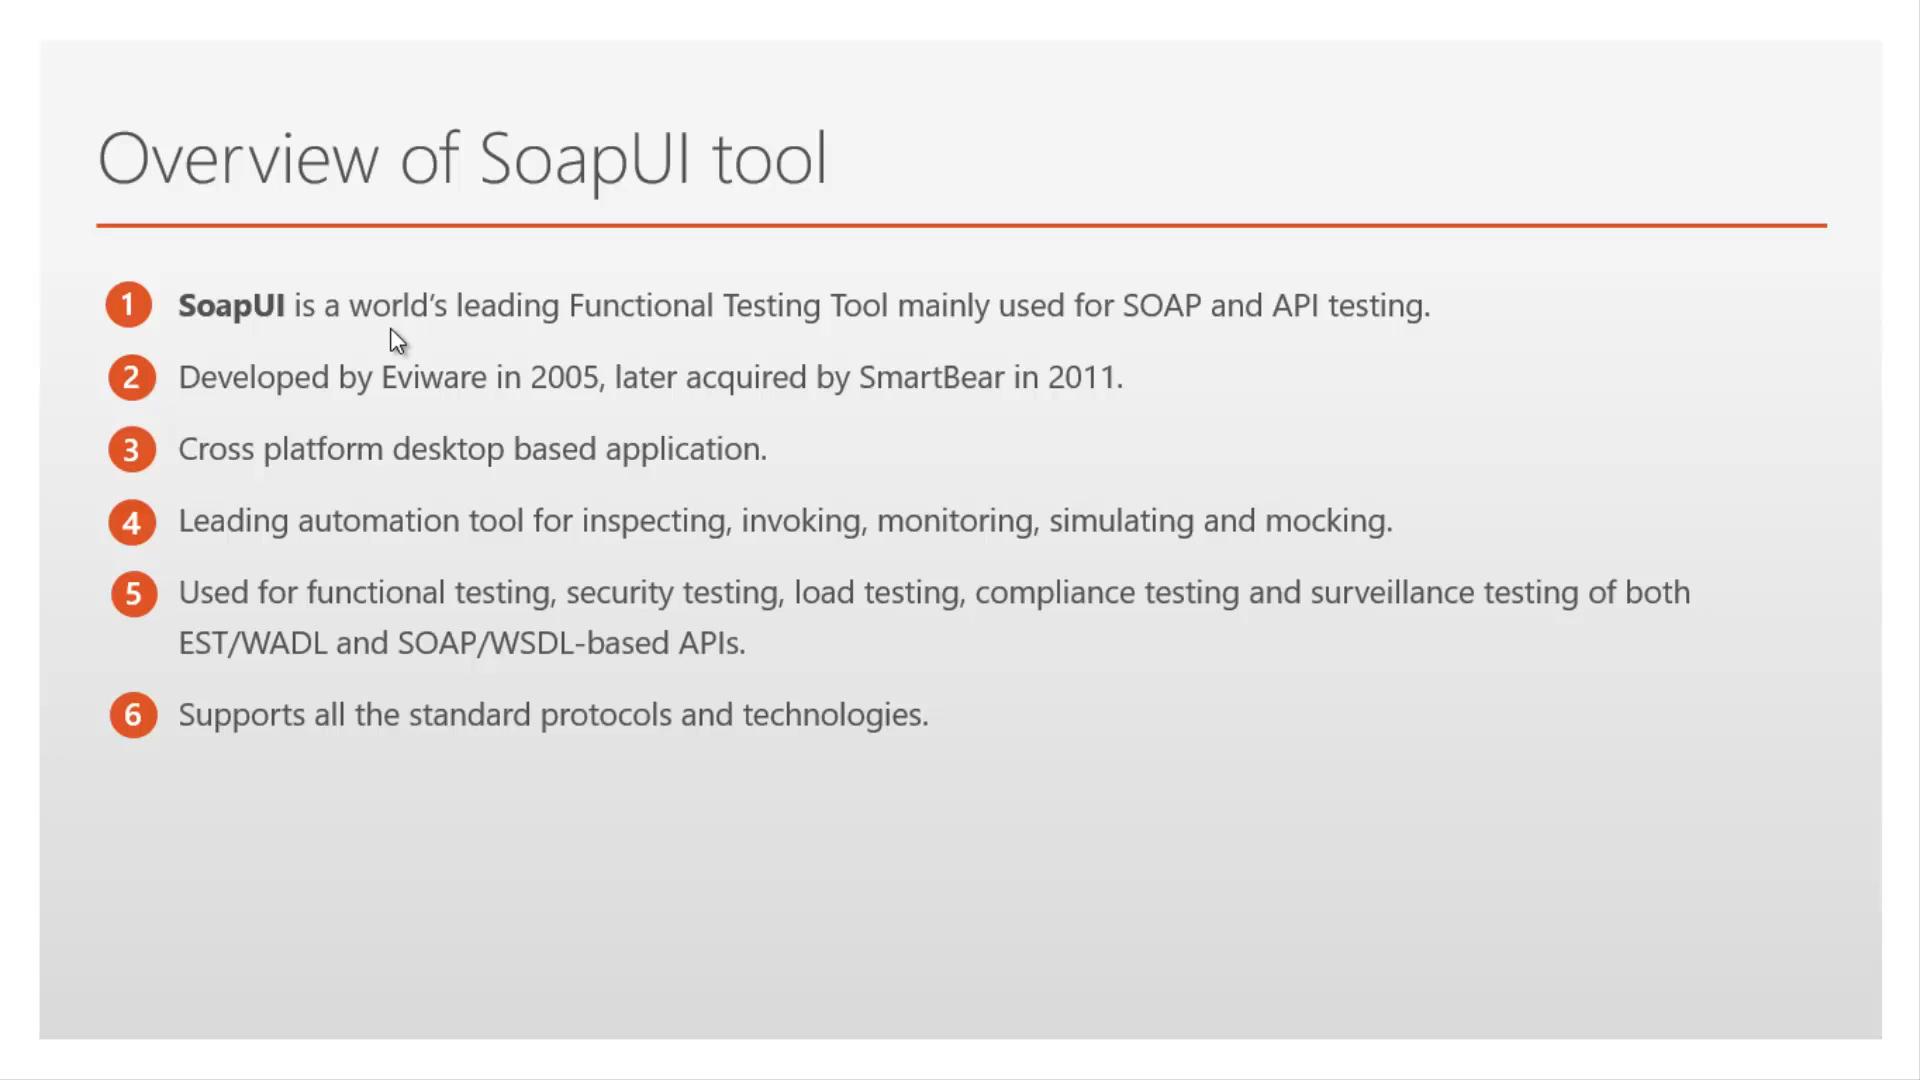 Overview of SoapUI tool
1 SoapUI is a world's leading Functional Testing Tool mainly used for SOAP and API testing.
2 Developed by Eviware in 2005, later acquired by SmartBear in 2011.
3 Cross platform desktop based application.
4 Leading automation tool for inspecting, invoking, monitoring, simulating and mocking.
5 Used for functional testing, security testing, load testing, compliance testing and surveillance testing of both
EST/WADL and SOAP/WSDL-based APIs.
6 Supports all the standard protocols and technologies.